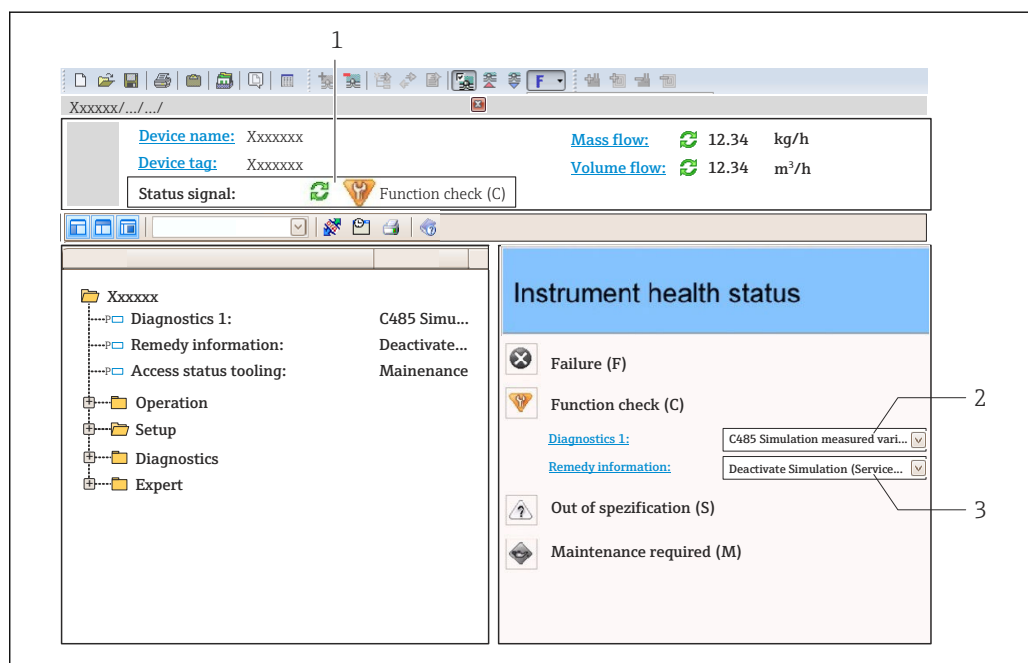 1
F
Xxxxxx/.../.../
Device name: Xxxxxxx
Mass flow: 12.34 kg/h
Device tag: Xxxxxxx
Volume flow: 12.34 m³/h
Status signal: Function check (C)
Xxxxxx
Diagnostics 1: C485 Simu...
Remedy information: Deactivate...
Access status tooling: Mainenance
Operation
Setup
Diagnostics
Expert
Instrument health status
Failure (F)
Function check (C)
2
Diagnostics 1: C485 Simulation measured vari...
Remedy information: Deactivate Simulation (Service...
3
Out of spezification (S)
Maintenance required (M)